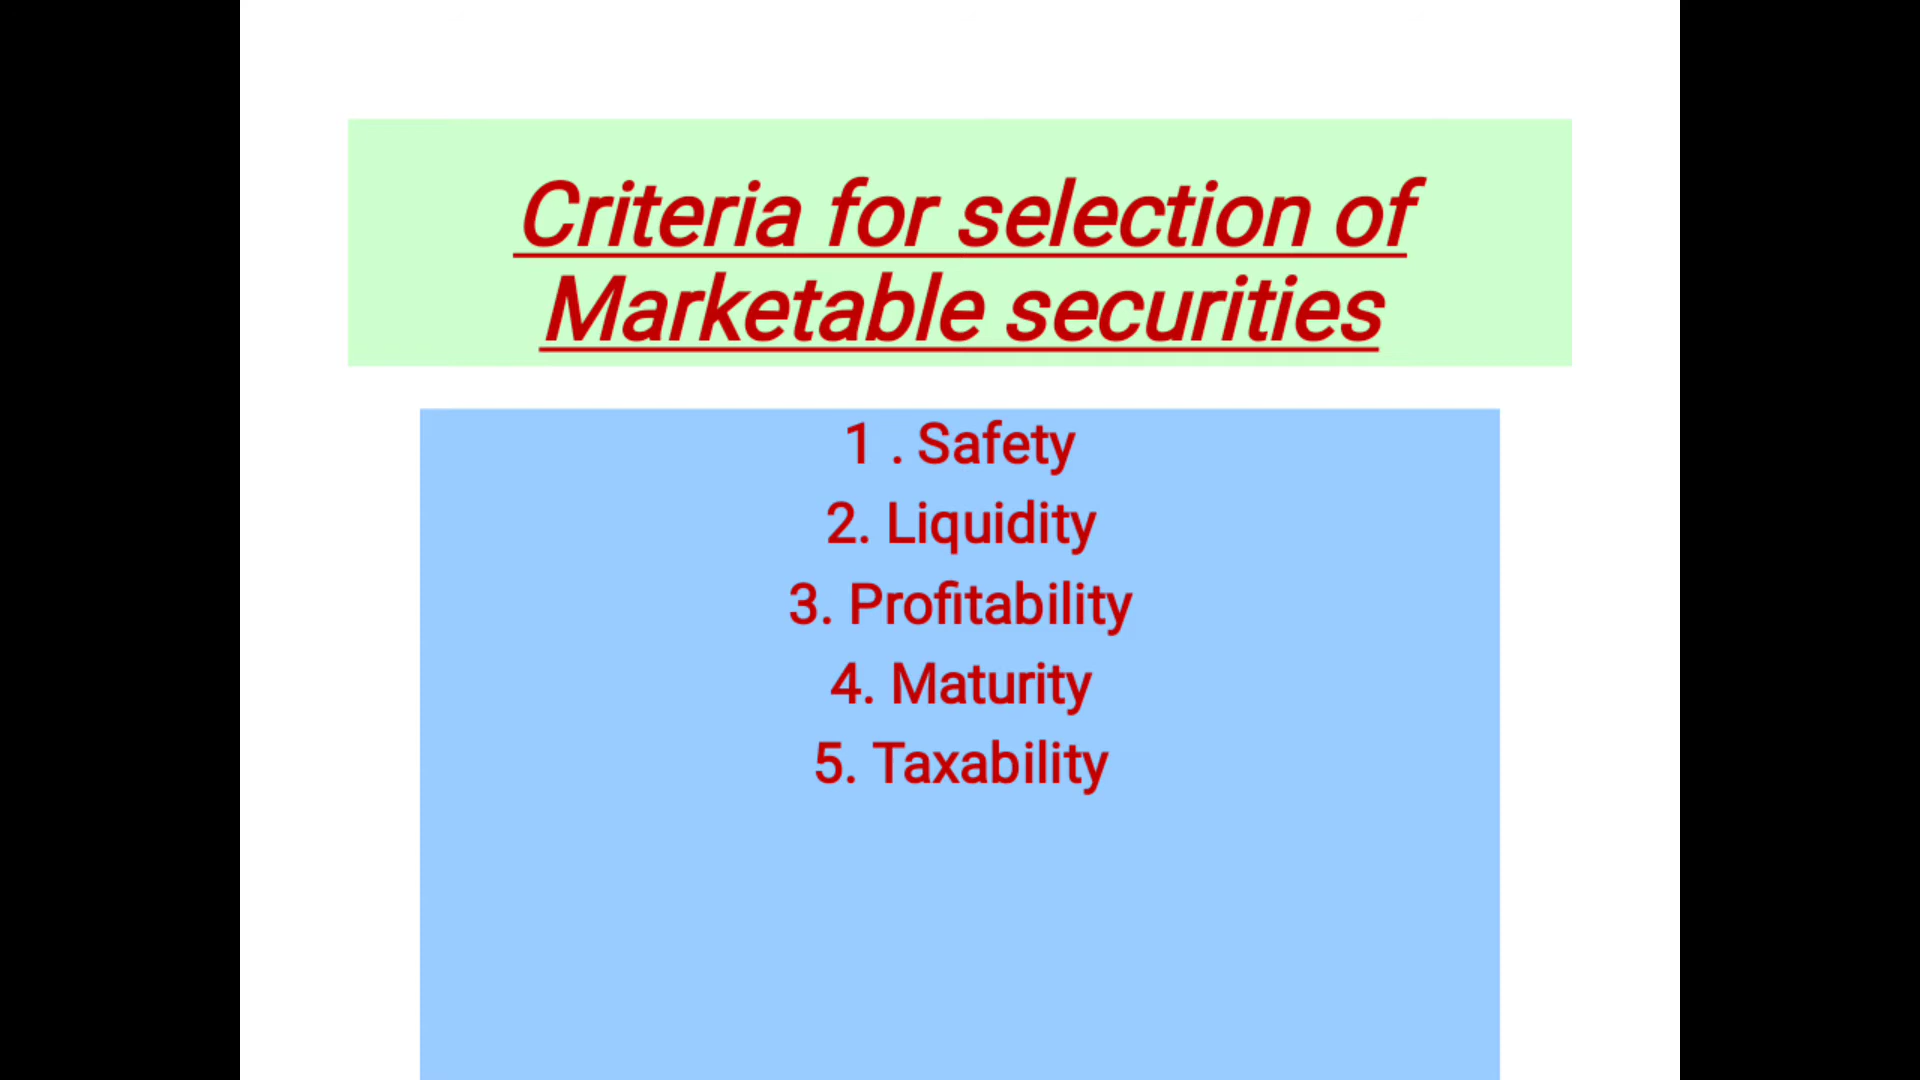 Criteria for selection of
Marketable securities
1 . Safety
2. Liquidity
3. Profitability
4. Maturity
5. Taxability